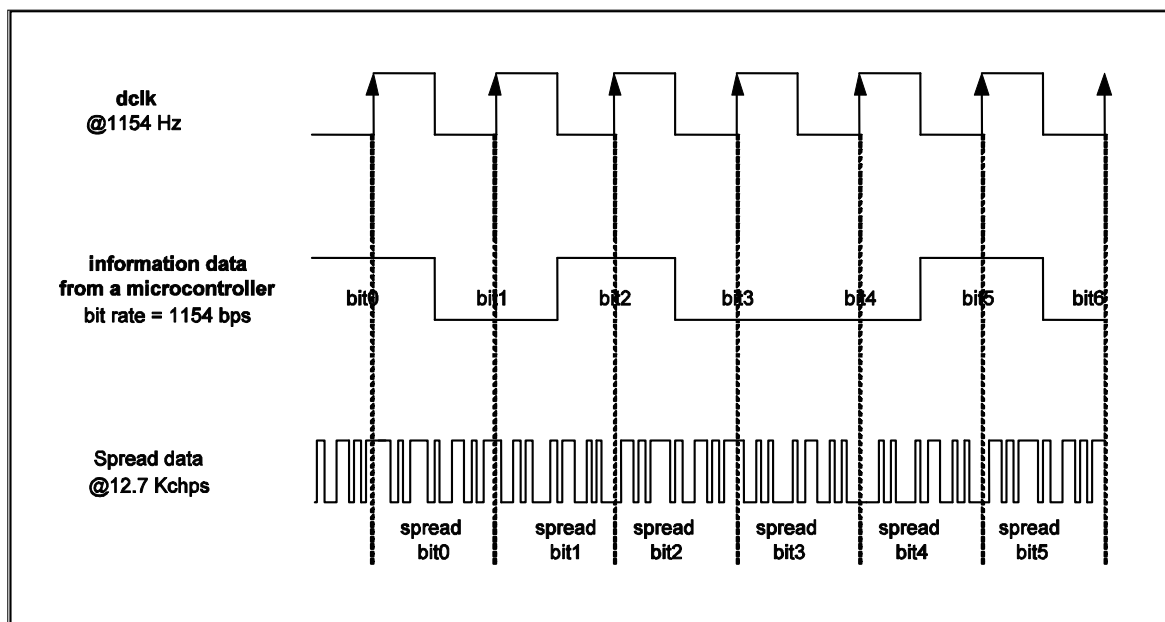 dclk
@1154 Hz
information data
from a microcontroller
bit rate = 1154 bps
bit0 bit1 bit2 bit3 bit4 bit5 bit6
Spread data
@12.7 Kchps
spread spread spread spread spread spread
bit0 bit1 bit2 bit3 bit4 bit5